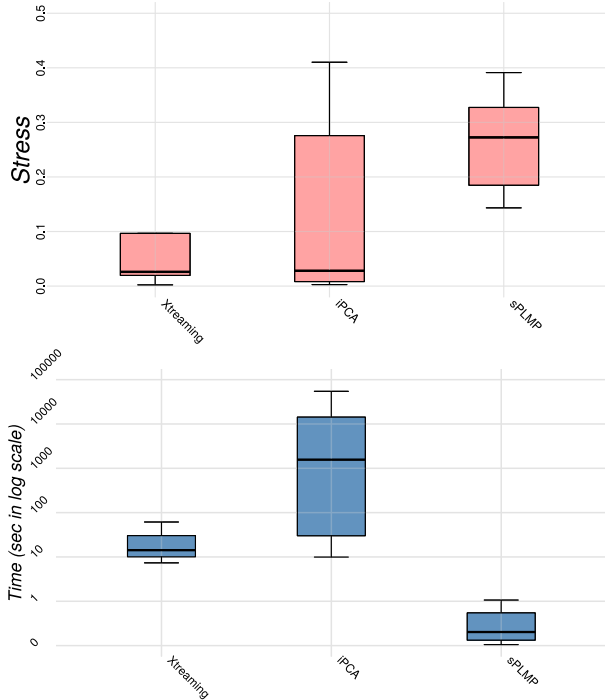 0.5
0.4
0.3
0.2
0.1
0.0
Stress
Xtreaming
iPCA
sPLMP
100000
10000
1000
100
10
1
0
Time (sec in log scale)
Xtreaming
iPCA
sPLMP